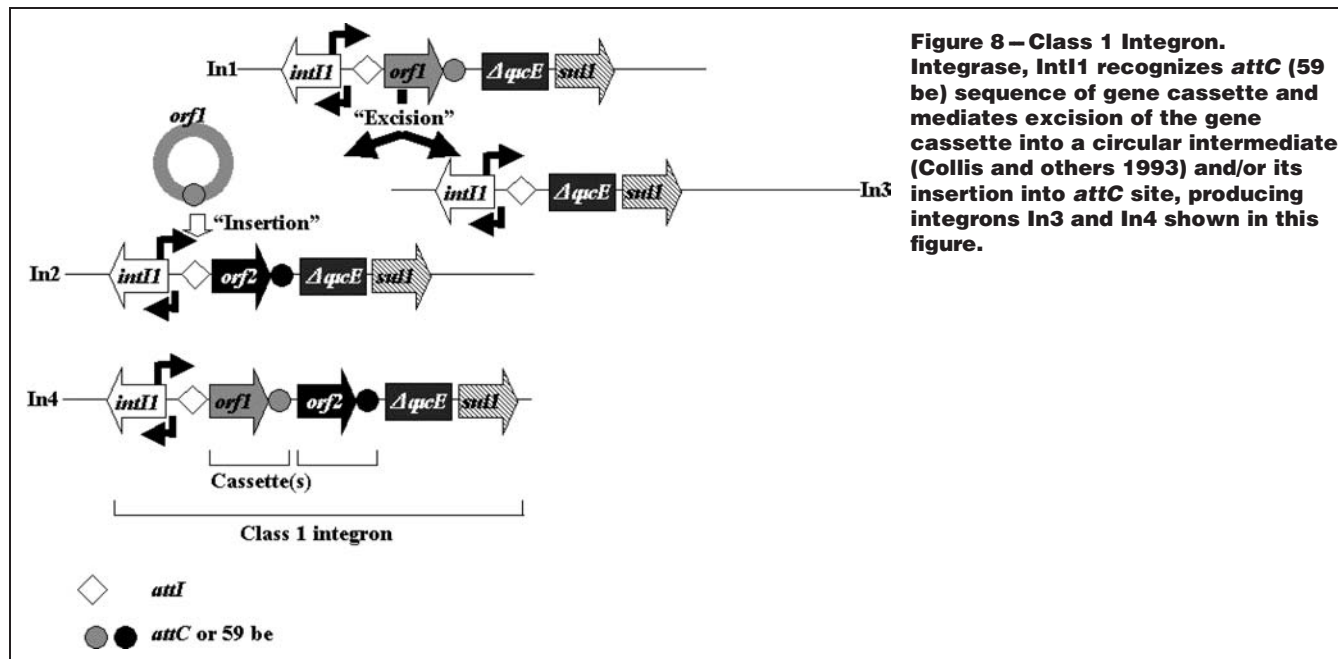 Figure 8 – Class 1 Integron.
Integrase, IntI1 recognizes attC (59
be) sequence of gene cassette and
mediates excision of the gene
cassette into a circular intermediate
(Collis and others 1993) and/or its
insertion into attC site, producing
integrons In3 and In4 shown in this
figure.
In1 intI1 orf1 ΔqacE sul1
"Excision"
orf1
intI1 ΔqacE sul1 In3
"Insertion"
In2 intI1 orf2 ΔqacE sul1
In4 intI1 orf1 orf2 ΔqacE sul1
Cassette(s)
Class 1 integron
attI
attC or 59 be